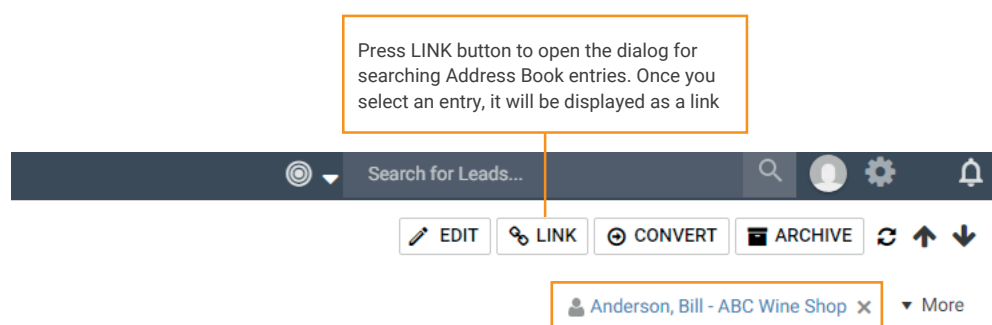 Press LINK button to open the dialog for
searching Address Book entries. Once you
select an entry, it will be displayed as a link
Search for Leads...
EDIT LINK CONVERT ARCHIVE
Anderson, Bill - ABC Wine Shop More